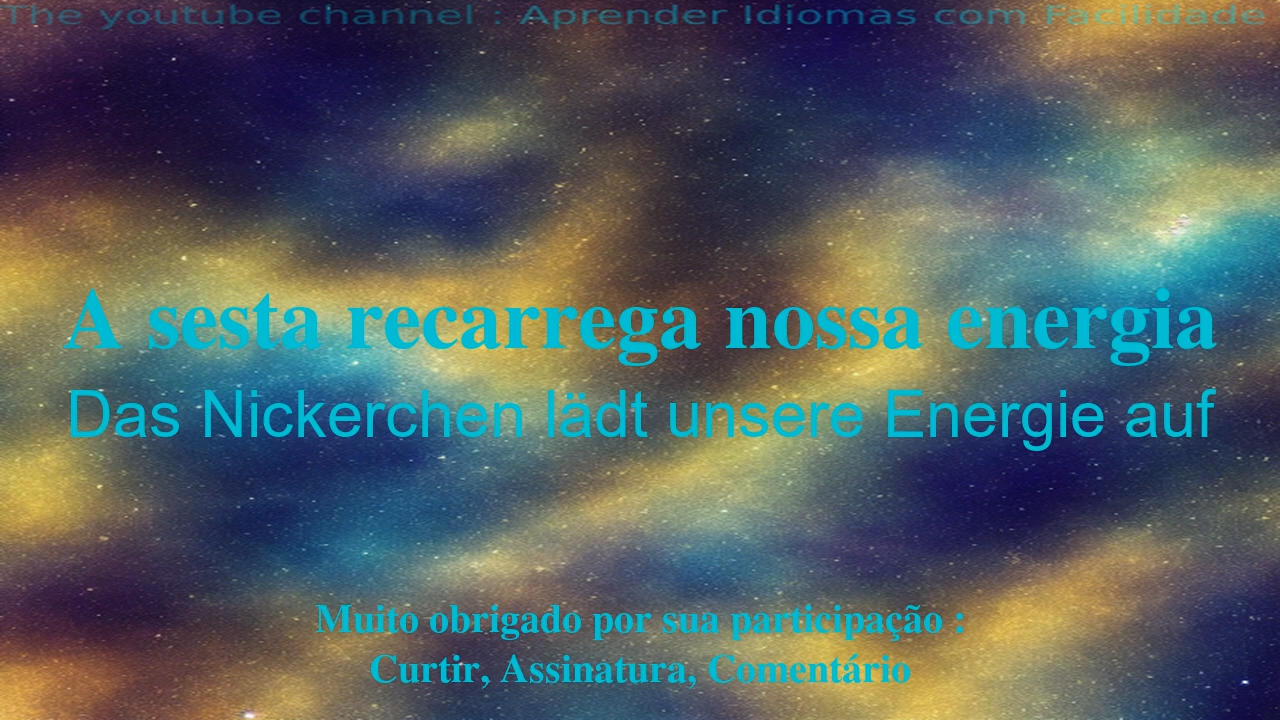 The youtube channel : Aprender Idiomas com Facilidade
A sesta recarrega nossa energia
Das Nickerchen lädt unsere Energie auf
Muito obrigado por sua participação :
Curtir, Assinatura, Comentário